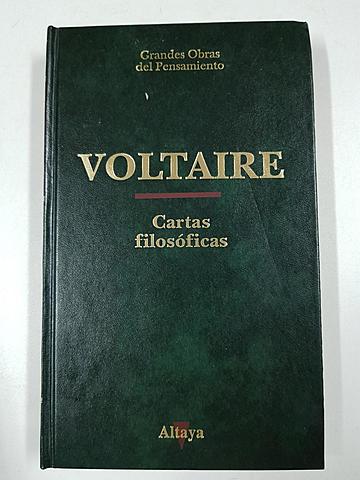 Grandes Obras
del Pensamiento
VOLTAIRE
Cartas
filosóficas
Altaya